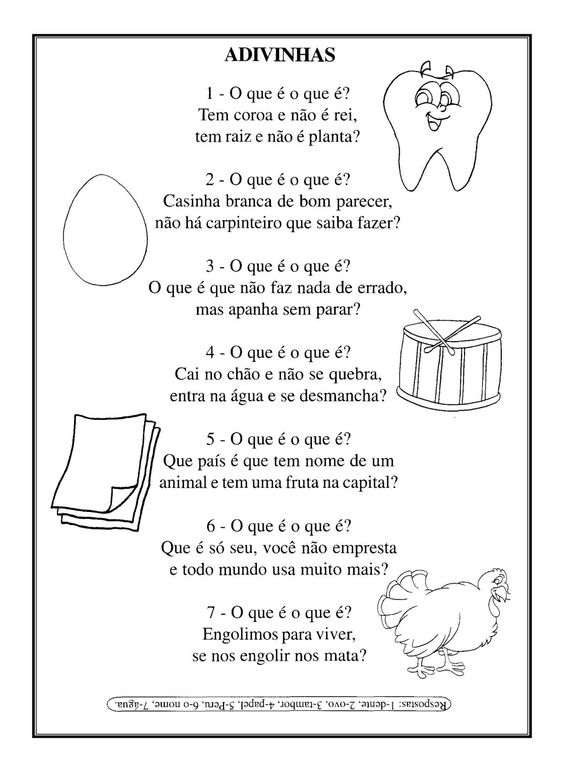 ADIVINHAS
1 - O que é o que é?
Tem coroa e não é rei,
tem raiz e não é planta?
2 - O que é o que é?
Casinha branca de bom parecer,
não há carpinteiro que saiba fazer?
3 - O que é o que é?
O que é que não faz nada de errado,
mas apanha sem parar?
4 - O que é o que é?
Cai no chão e não se quebra,
entra na água e se desmancha?
5 - O que é o que é?
Que país é que tem nome de um
animal e tem uma fruta na capital?
6 - O que é o que é?
Que é só seu, você não empresta
e todo mundo usa muito mais?
7 - O que é o que é?
Engolimos para viver,
se nos engolir nos mata?
Respostas: 1-dente, 2-ovo, 3-tambor, 4-papel, 5-Peru, 6-o nome, 7-água.